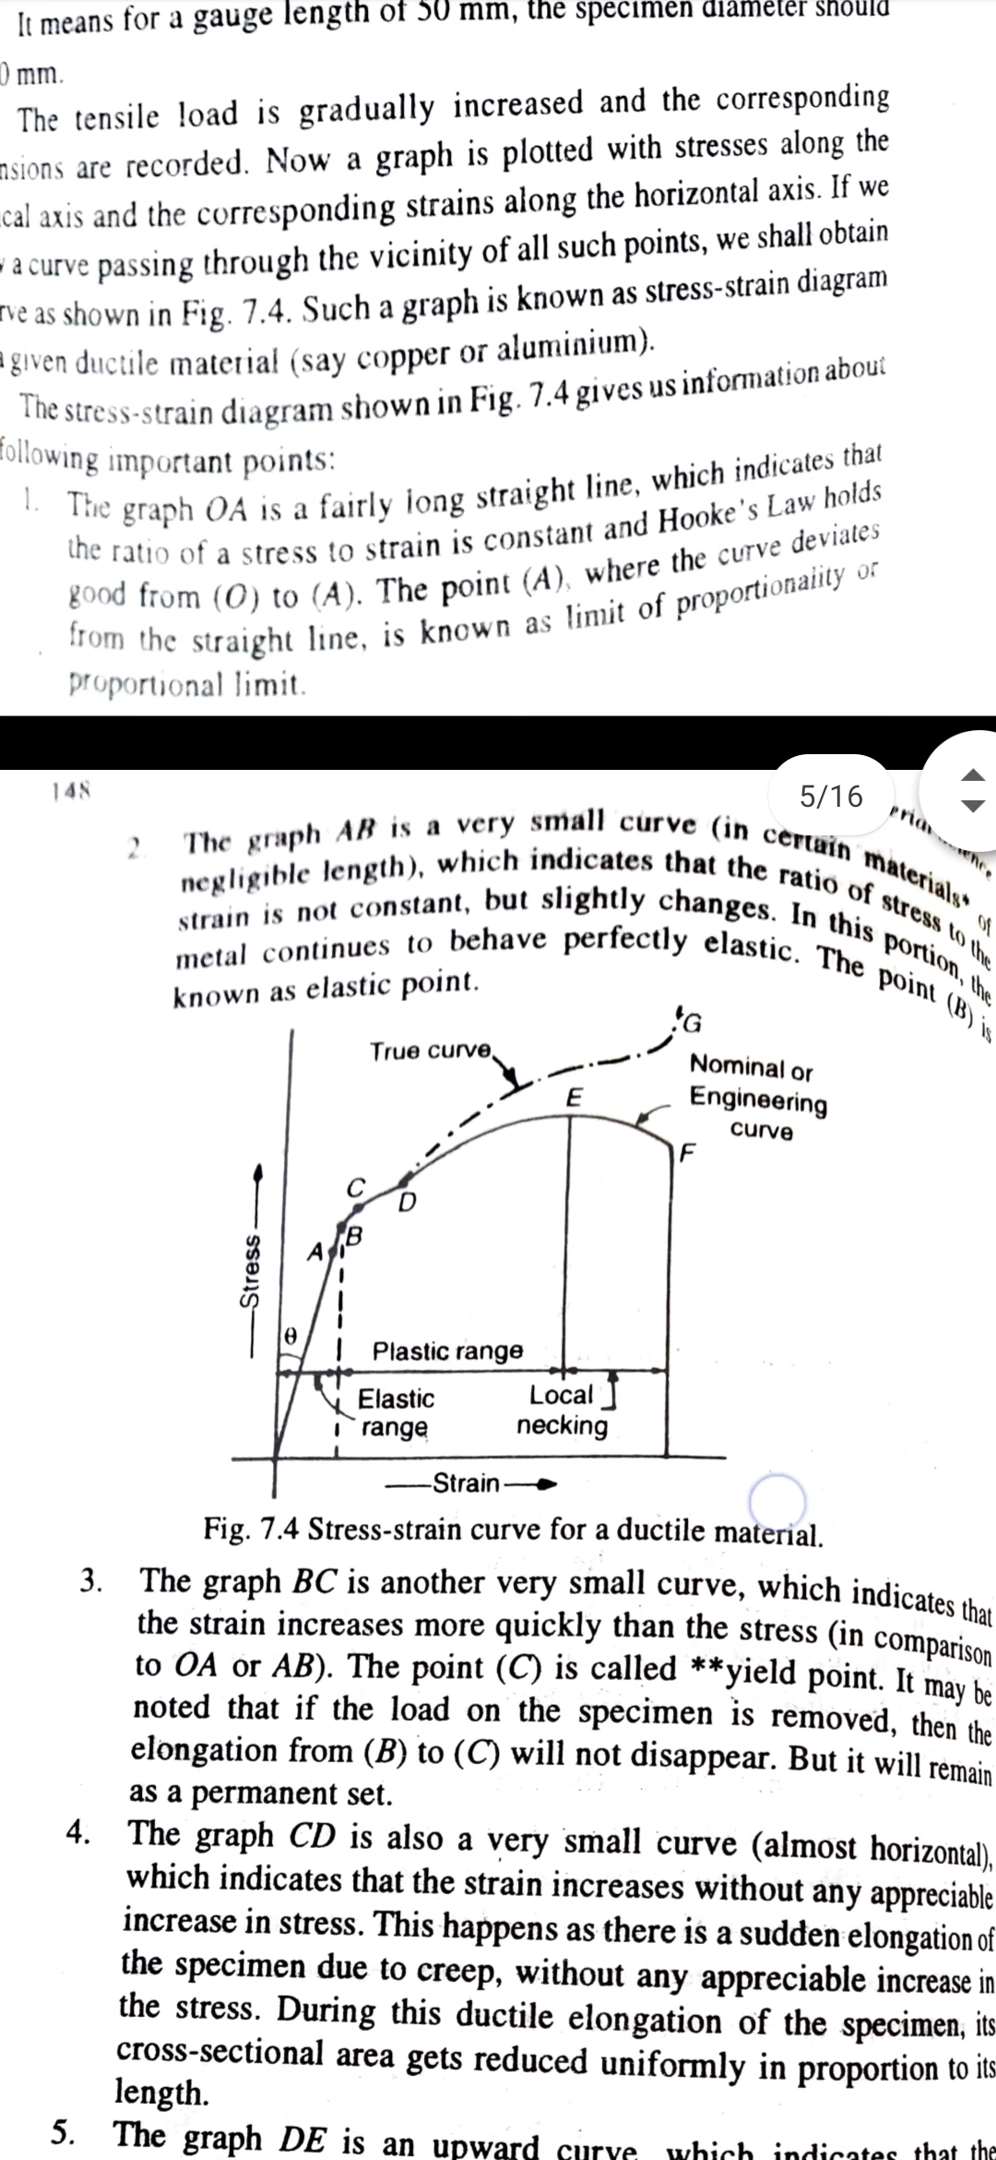 It means for a gauge length of 50 mm, the specimen diameter should
0 mm.
The tensile load is gradually increased and the corresponding
nsions are recorded. Now a graph is plotted with stresses along the
cal axis and the corresponding strains along the horizontal axis. If we
a curve passing through the vicinity of all such points, we shall obtain
rve as shown in Fig. 7.4. Such a graph is known as stress-strain diagram
given ductile material (say copper or aluminium).
The stress-strain diagram shown in Fig. 7.4 gives us information about
following important points:
1. The graph OA is a fairly long straight line, which indicates that
the ratio of a stress to strain is constant and Hooke's Law holds
good from (O) to (A). The point (A), where the curve deviates
from the straight line, is known as limit of proportionality or
proportional limit.
5/16
148
2 The graph AB is a very small curve (in certain materials* of
negligible length), which indicates that the ratio of stress to the
strain is not constant, but slightly changes. In this portion, the
metal continues to behave perfectly elastic. The point (B) is
known as elastic point.
G
True curve
Nominal or
Engineering
curve
E
F
C
D
B
A
Stress
θ
Plastic range
Elastic
range
Local
necking
Strain
Fig. 7.4 Stress-strain curve for a ductile material.
3. The graph BC is another very small curve, which indicates that
the strain increases more quickly than the stress (in comparison
to OA or AB). The point (C) is called **yield point. It may be
noted that if the load on the specimen is removed, then the
elongation from (B) to (C) will not disappear. But it will remain
as a permanent set.
4. The graph CD is also a very small curve (almost horizontal),
which indicates that the strain increases without any appreciable
increase in stress. This happens as there is a sudden elongation of
the specimen due to creep, without any appreciable increase in
the stress. During this ductile elongation of the specimen, its
cross-sectional area gets reduced uniformly in proportion to its
length.
5. The graph DE is an upward curve, which indicates that the